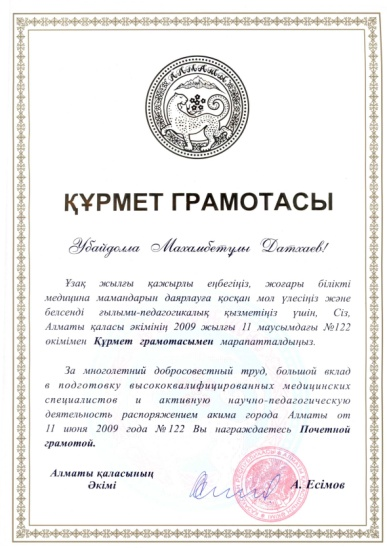 АЛМАТЫ
ҚҰРМЕТ ГРАМОТАСЫ
Убайдолла Махамбетұлы Датхаев!
Ұзақ жылғы қажырлы еңбегіңіз, жоғары білікті
медицина мамандарын даярлауға қосқан мол үлесіңіз және
белсенді ғылыми-педагогикалық қызметіңіз үшін, Сіз,
Алматы қаласы әкімінің 2009 жылғы 11 маусымдағы №122
өкімімен Құрмет грамотасымен марапатталдыңыз.
За многолетний добросовестный труд, большой вклад
в подготовку высококвалифицированных медицинских
специалистов и активную научно-педагогическую
деятельность распоряжением акима города Алматы от
11 июня 2009 года №122 Вы награждаетесь Почетной
грамотой.
Алматы қаласының
Әкімі
А. Есімов